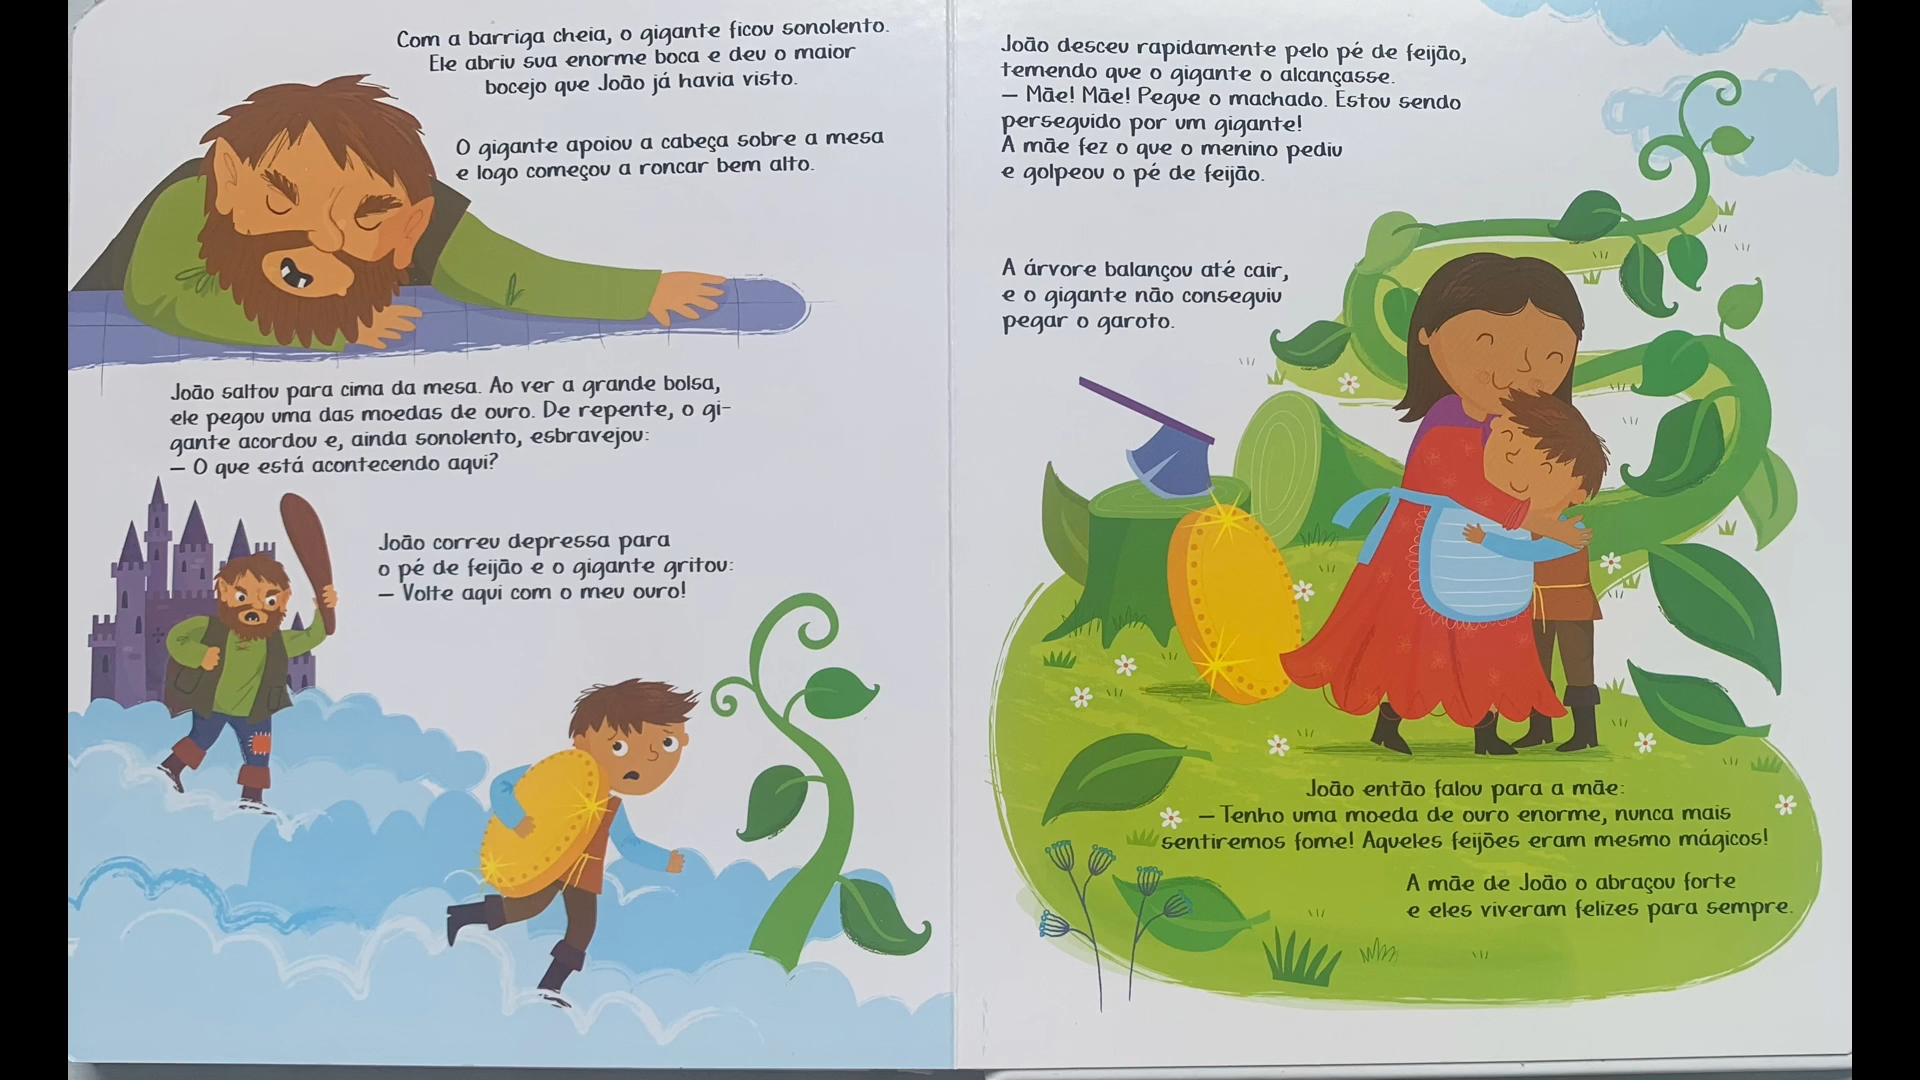 Com a barriga cheia, o gigante ficou sonolento.
Ele abriu sua enorme boca e deu o maior
bocejo que João já havia visto.
O gigante apoiou a cabeça sobre a mesa
e logo começou a roncar bem alto.
João saltou para cima da mesa. Ao ver a grande bolsa,
ele pegou uma das moedas de ouro. De repente, o gi-
gante acordou e, ainda sonolento, esbravejou:
– O que está acontecendo aqui?
João correu depressa para
o pé de feijão e o gigante gritou:
– Volte aqui com o meu ouro!
João desceu rapidamente pelo pé de feijão,
temendo que o gigante o alcançasse.
– Mãe! Mãe! Pegue o machado. Estou sendo
perseguido por um gigante!
A mãe fez o que o menino pediu
e golpeou o pé de feijão.
A árvore balançou até cair,
e o gigante não conseguiu
pegar o garoto.
João então falou para a mãe:
– Tenho uma moeda de ouro enorme, nunca mais
sentiremos fome! Aqueles feijões eram mesmo mágicos!
A mãe de João o abraçou forte
e eles viveram felizes para sempre.